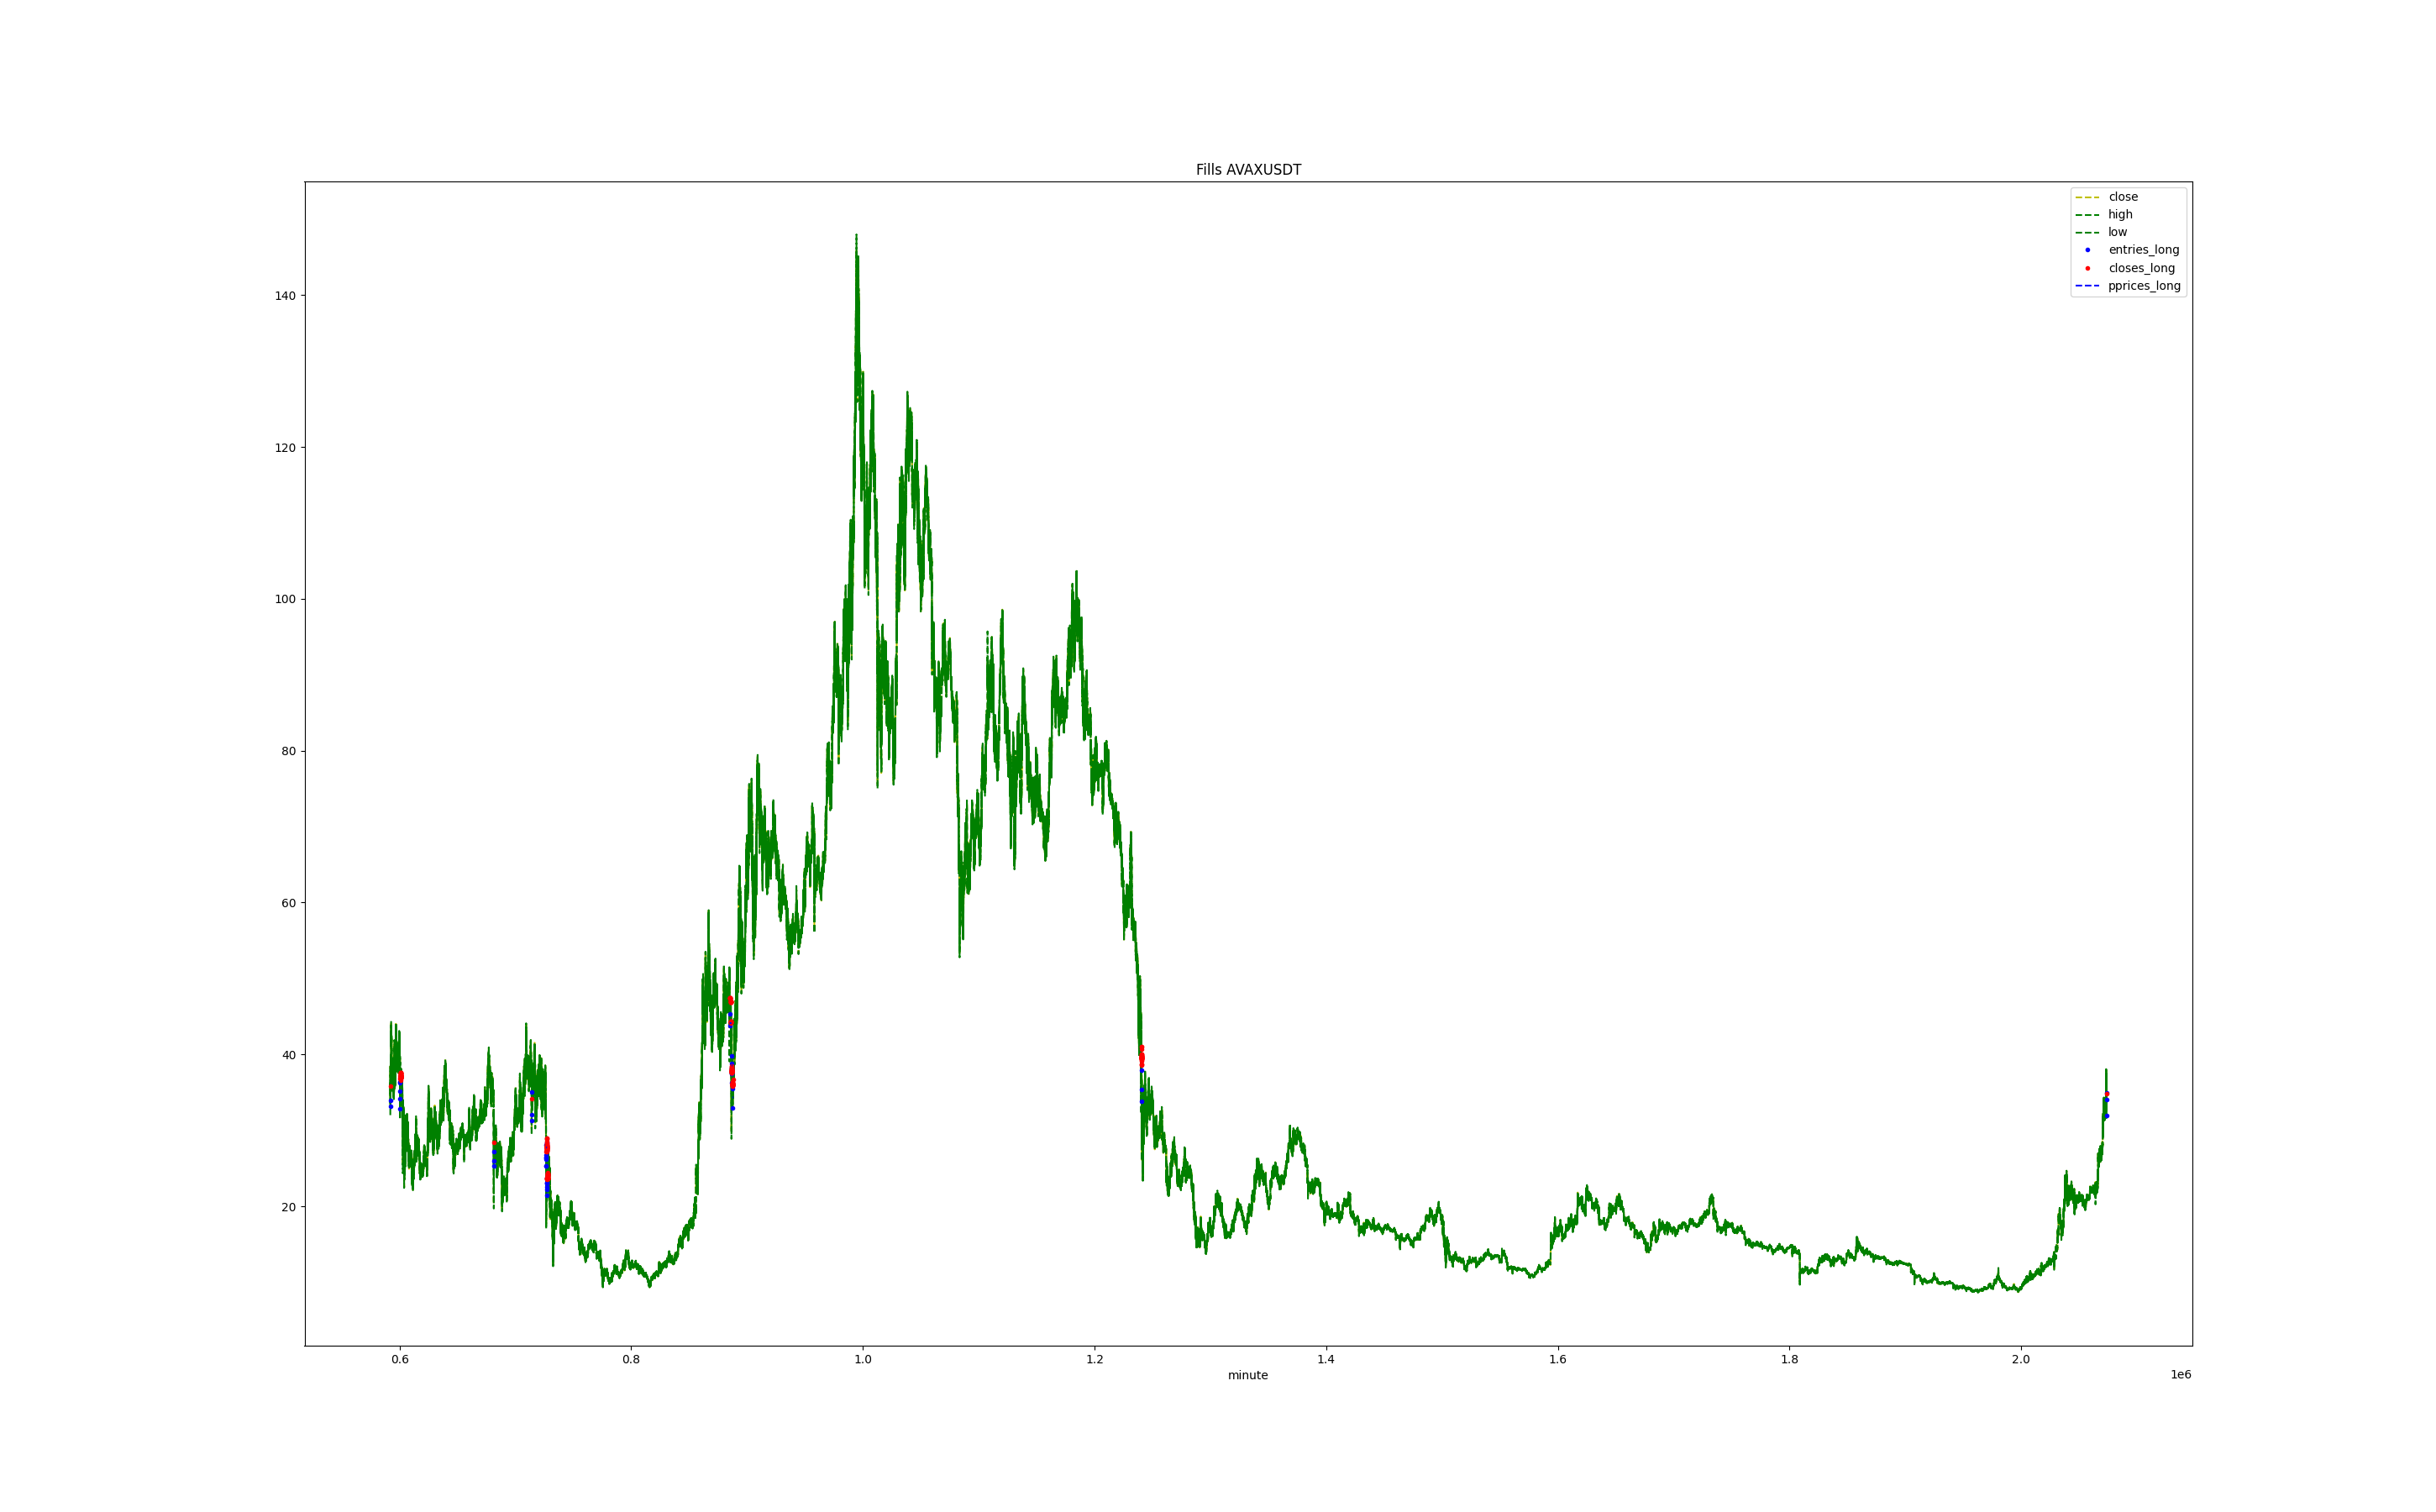 Fills AVAXUSDT
close
high
low
entries_long
closes_long
pprices_long
140
120
100
80
60
40
20
0.6 0.8 1.0 1.2 1.4 1.6 1.8 2.0
minute 1e6